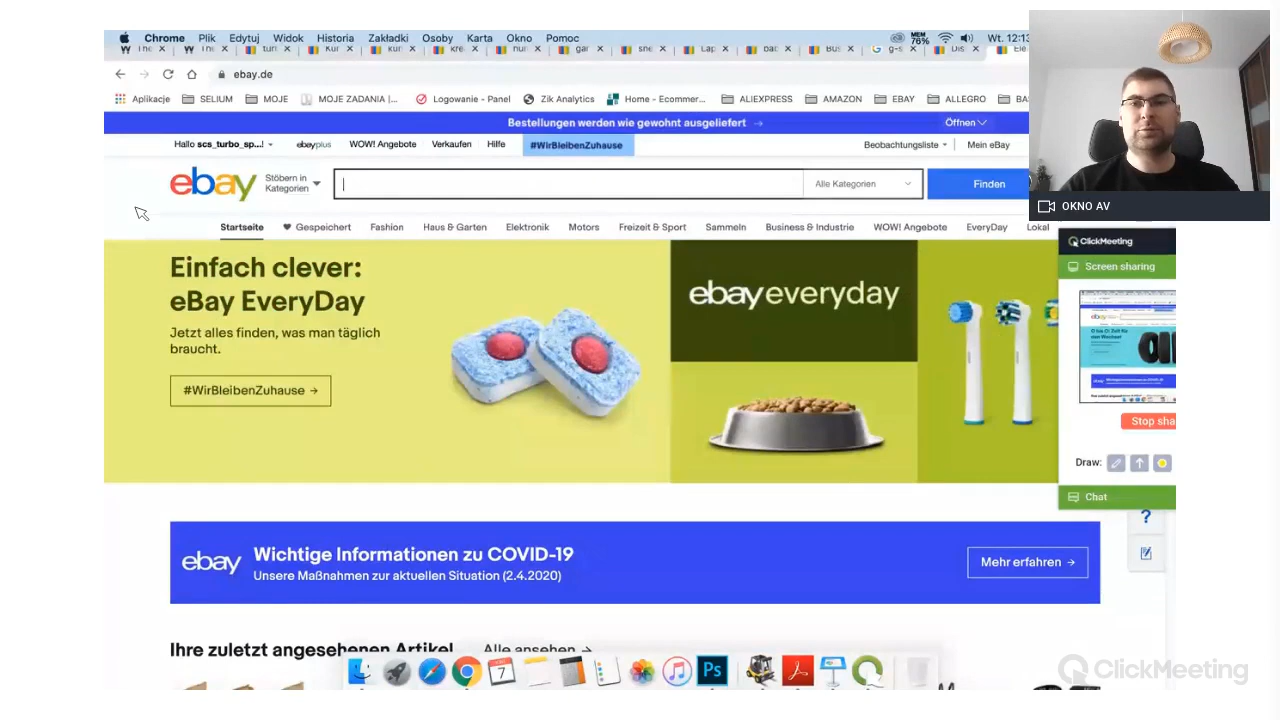 Chrome Plik Edytuj Widok Historia Zakładki Osoby Karta Okno Pomoc
MEM 76% Wt. 12:13
ebay.de
Aplikacje SELIUM MOJE MOJE ZADANIA |... Logowanie - Panel Zik Analytics Home - Ecommer... ALIEXPRESS AMAZON EBAY ALLEGRO
Bestellungen werden wie gewohnt ausgeliefert → Öffnen
Hallo scs_turbo_sp...! ebayplus WOW! Angebote Verkaufen Hilfe #WirBleibenZuhause Beobachtungsliste Mein eBay
ebay Stöbern in Kategorien Alle Kategorien Finden
Startseite Gespeichert Fashion Haus & Garten Elektronik Motors Freizeit & Sport Sammeln Business & Industrie WOW! Angebote EveryDay Lokal
OKNO AV
ClickMeeting
Screen sharing
Stop sha
Draw:
Chat
Einfach clever:
eBay EveryDay
Jetzt alles finden, was man täglich
braucht.
#WirBleibenZuhause →
ebayeveryday
ebay
Wichtige Informationen zu COVID-19
Unsere Maßnahmen zur aktuellen Situation (2.4.2020)
Mehr erfahren →
?
Ihre zuletzt angesehenen Artikel Alle ansehen →
7
Ps
ClickMeeting